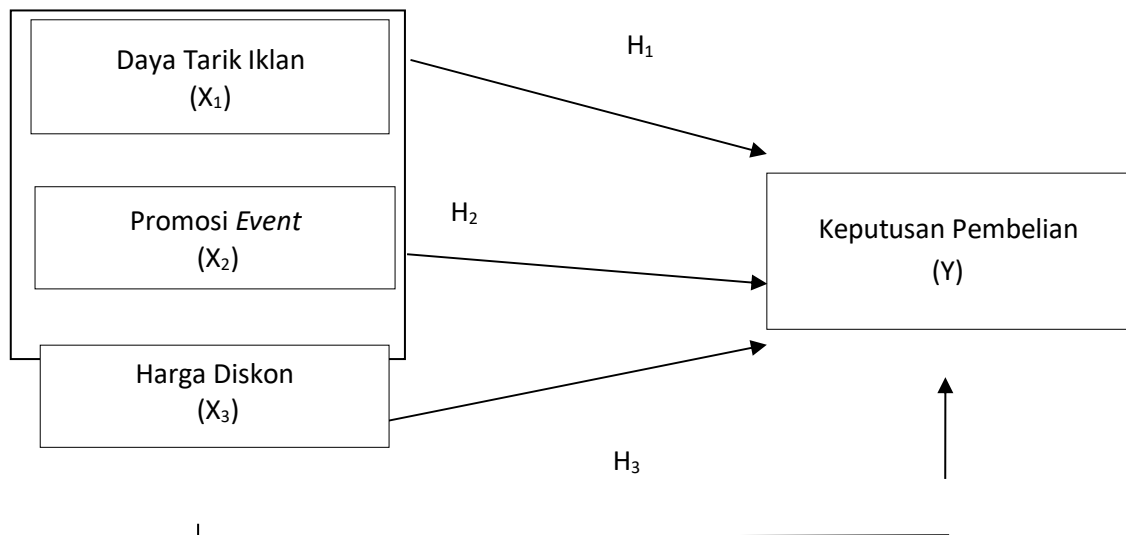 Daya Tarik Iklan
(X₁)
H₁
Promosi Event
(X₂)
H₂
Keputusan Pembelian
(Y)
Harga Diskon
(X₃)
H₃